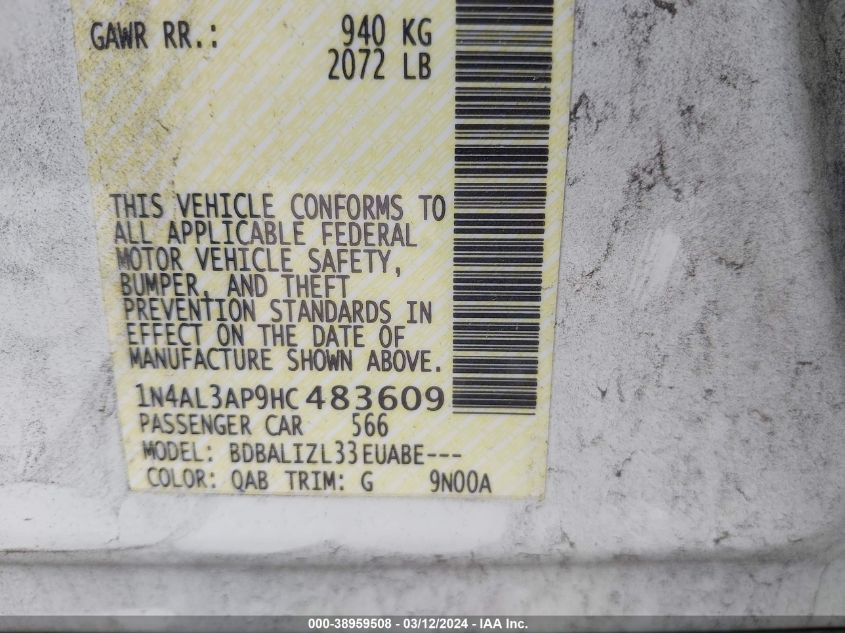 GAWR RR.: 940 KG
2072 LB
THIS VEHICLE CONFORMS TO
ALL APPLICABLE FEDERAL
MOTOR VEHICLE SAFETY,
BUMPER, AND THEFT
PREVENTION STANDARDS IN
EFFECT ON THE DATE OF
MANUFACTURE SHOWN ABOVE.
1N4AL3AP9HC 483609
PASSENGER CAR 566
MODEL: BDBALIZL33EUABE---
COLOR: QAB TRIM: G 9N00A
000-38959508 - 03/12/2024 - IAA Inc.